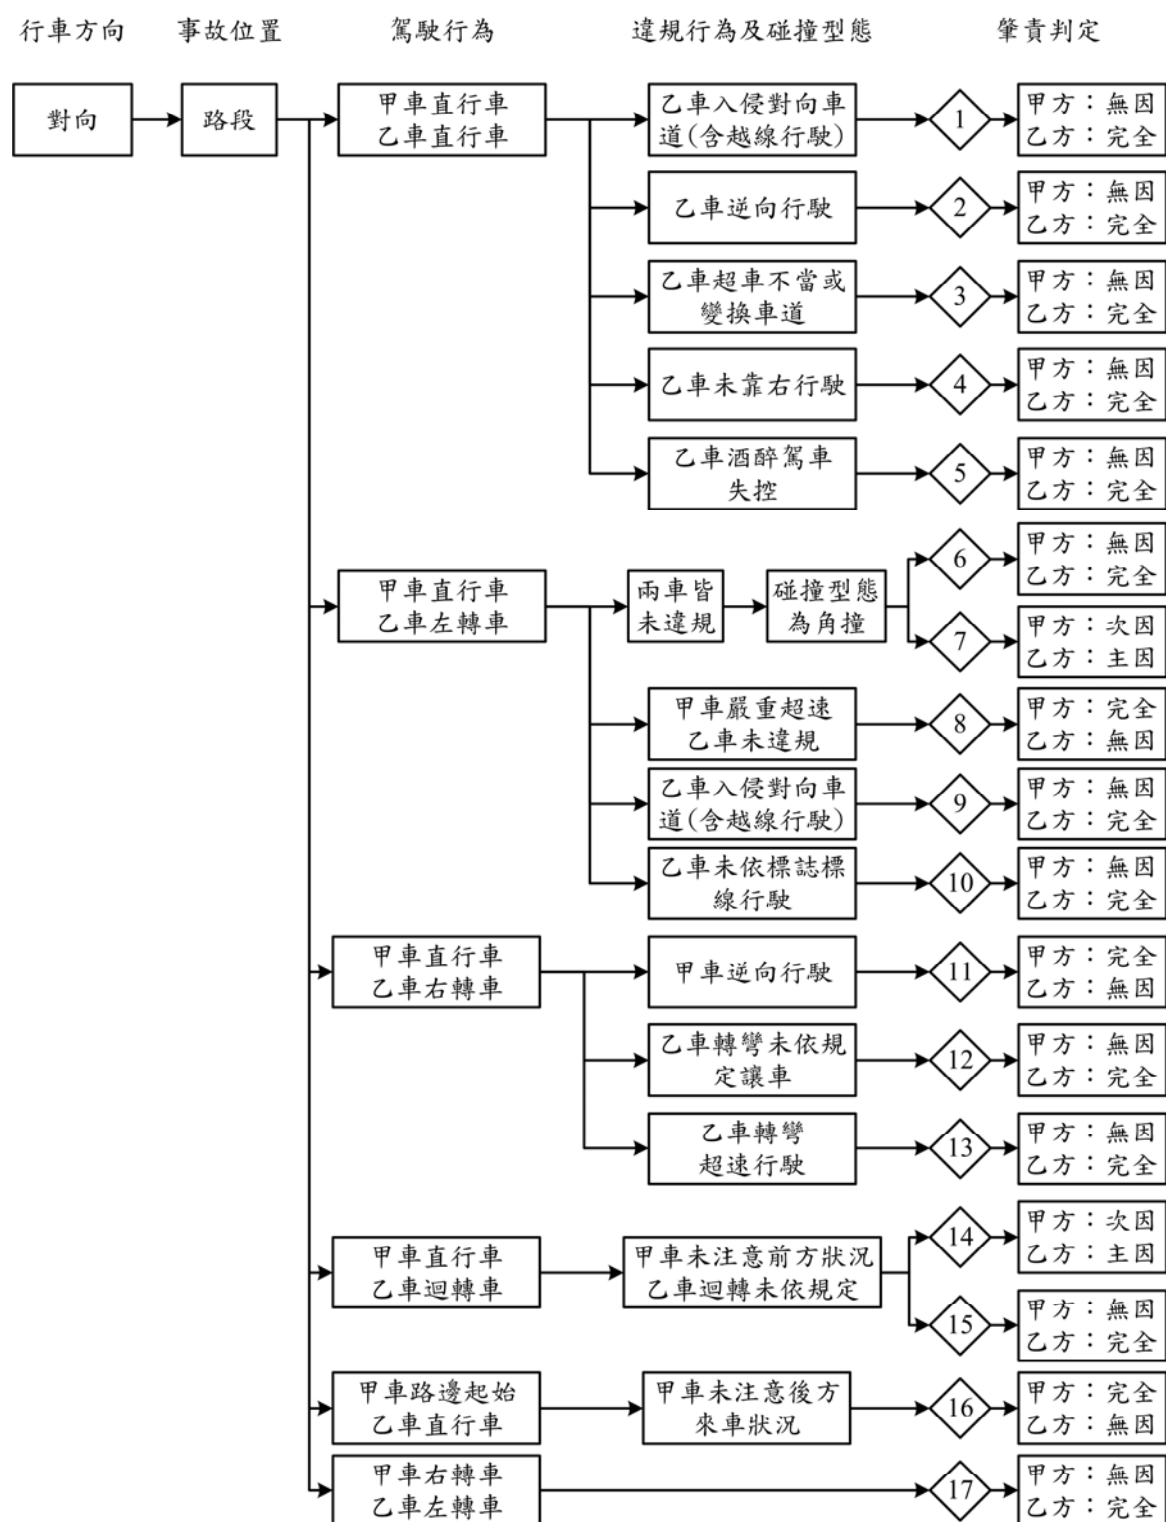 行車方向 事故位置 駕駛行為 違規行為及碰撞型態 肇責判定
對向
路段
甲車直行車
乙車直行車
乙車入侵對向車
道(含越線行駛)
1
甲方：無因
乙方：完全
乙車逆向行駛
2
甲方：無因
乙方：完全
乙車超車不當或
變換車道
3
甲方：無因
乙方：完全
乙車未靠右行駛
4
甲方：無因
乙方：完全
乙車酒醉駕車
失控
5
甲方：無因
乙方：完全
甲車直行車
乙車左轉車
兩車皆
未違規
碰撞型態
為角撞
6
甲方：無因
乙方：完全
7
甲方：次因
乙方：主因
甲車嚴重超速
乙車未違規
8
甲方：完全
乙方：無因
乙車入侵對向車
道(含越線行駛)
9
甲方：無因
乙方：完全
乙車未依標誌標
線行駛
10
甲方：無因
乙方：完全
甲車直行車
乙車右轉車
甲車逆向行駛
11
甲方：完全
乙方：無因
乙車轉彎未依規
定讓車
12
甲方：無因
乙方：完全
乙車轉彎
超速行駛
13
甲方：無因
乙方：完全
甲車直行車
乙車迴轉車
甲車未注意前方狀況
乙車迴轉未依規定
14
甲方：次因
乙方：主因
15
甲方：無因
乙方：完全
甲車路邊起始
乙車直行車
甲車未注意後方
來車狀況
16
甲方：完全
乙方：無因
甲車右轉車
乙車左轉車
17
甲方：無因
乙方：完全